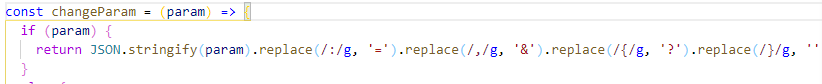 const changeParam = (param) => {
if (param) {
return JSON.stringify(param).replace(/:/g, '=').replace(/,/g, '&').replace(/{/g, '?').replace(/}/g, ''
}